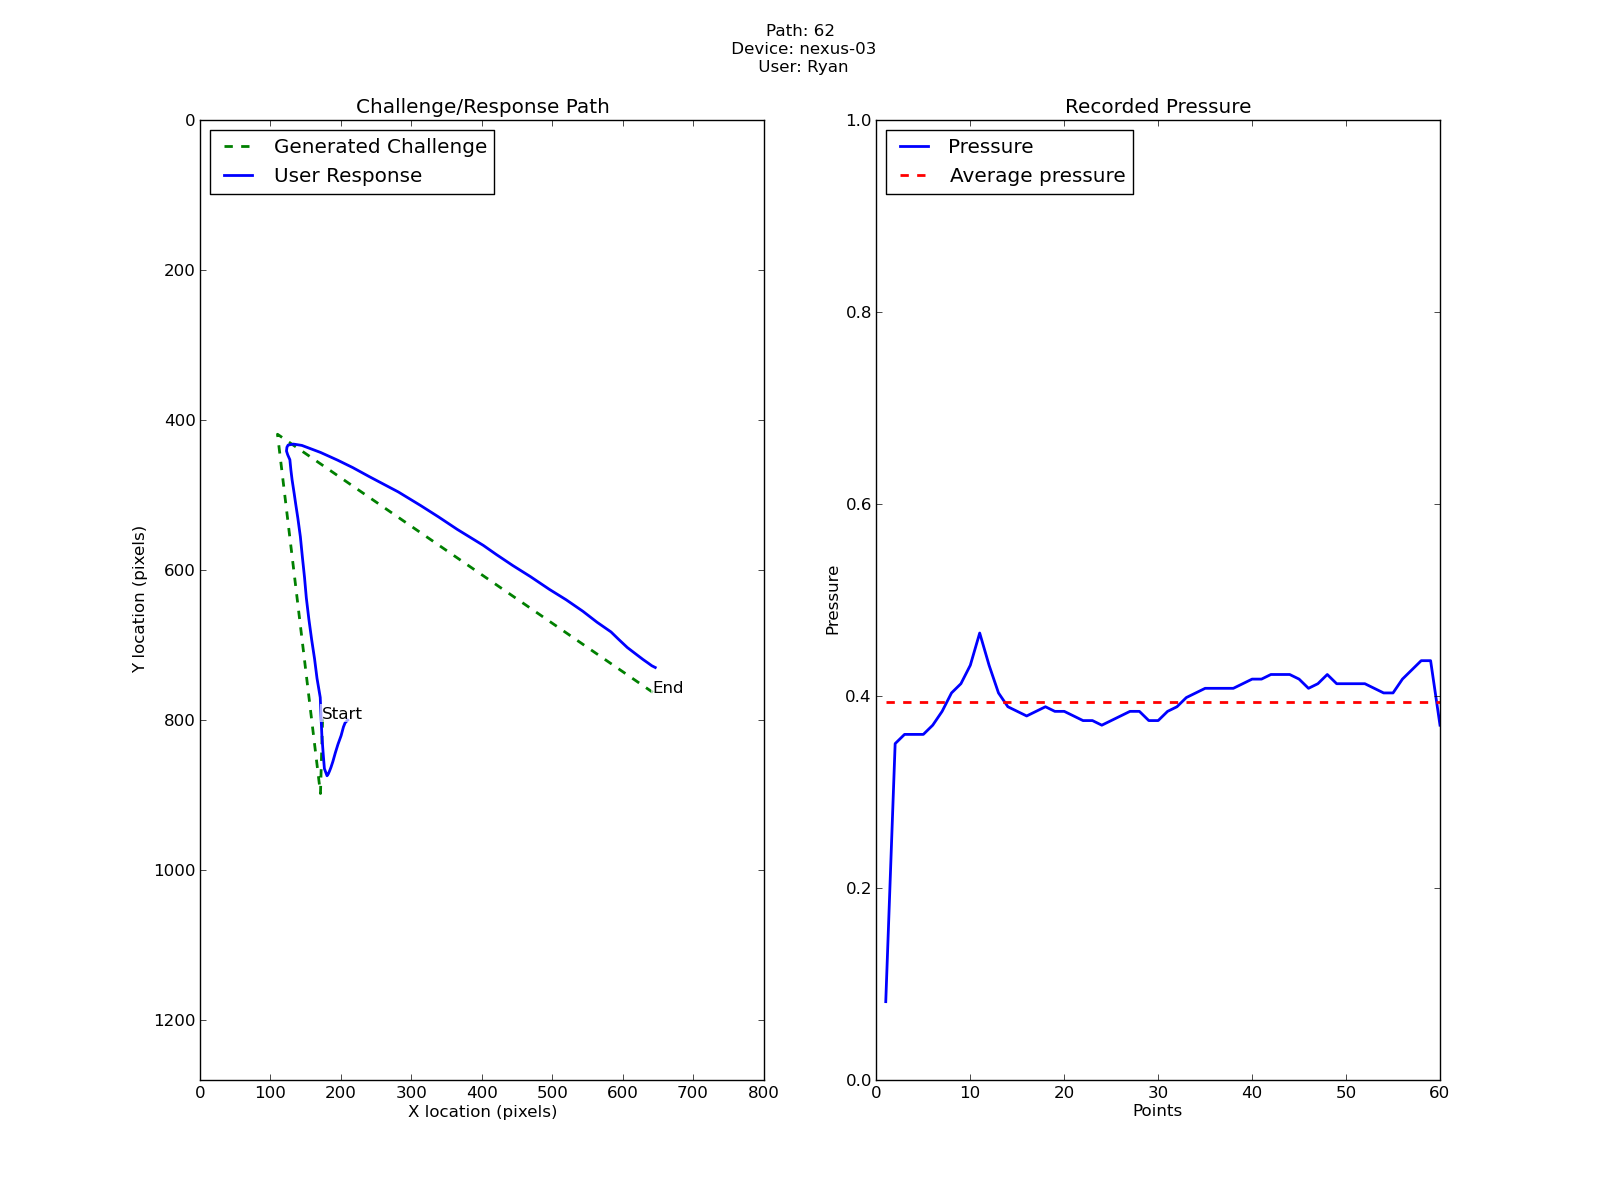 Path: 62
Device: nexus-03
User: Ryan
Challenge/Response Path
Generated Challenge
User Response
0
200
400
600
800
1000
1200
Y location (pixels)
Start
End
0 100 200 300 400 500 600 700 800
X location (pixels)
Recorded Pressure
Pressure
Average pressure
1.0
0.8
0.6
0.4
0.2
0.0
Pressure
0 10 20 30 40 50 60
Points